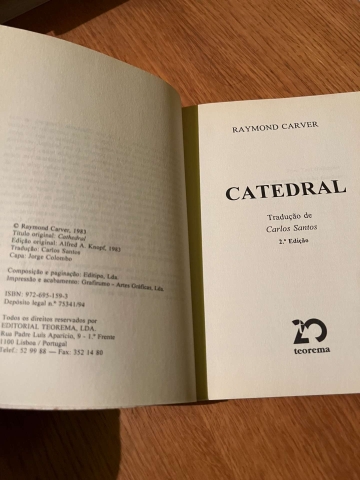 © Raymond Carver, 1983
Título original: Cathedral
Edição original: Alfred A. Knopf, 1982
Tradução: Carlos Santos
Capa: Jorge Colombo
Composição e paginação: Editipo, Lda.
Impressão e acabamento: Grafinimo – Artes Gráficas, Lda.
ISBN: 972-695-159-3
Depósito legal n.º 75341/94
Todos os direitos reservados por
EDITORIAL TEOREMA, LDA.
Rua Padre Luís Aparício, 9 - 1.º Frente
1100 Lisboa / Portugal
Telef.: 52 99 88 — Fax: 352 14 80
RAYMOND CARVER
CATEDRAL
Tradução de
Carlos Santos
2.ª Edição
20
teorema